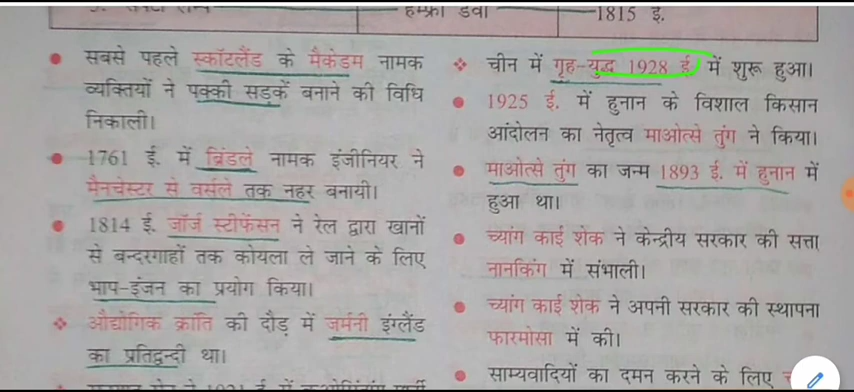 हम्फ्री डेवी
1815 ई.
सबसे पहले स्कॉटलैंड के मैकेडम नामक
व्यक्तियों ने पक्की सड़कें बनाने की विधि
निकाली।
1761 ई. में ब्रिंडले नामक इंजीनियर ने
मैनचेस्टर से वर्सले तक नहर बनायी।
1814 ई. जॉर्ज स्टीफेंसन ने रेल द्वारा खानों
से बन्दरगाहों तक कोयला ले जाने के लिए
भाप-इंजन का प्रयोग किया।
औद्योगिक क्रांति की दौड़ में जर्मनी इंग्लैंड
का प्रतिद्वन्दी था।
चीन में गृह-युद्ध 1928 ई. में शुरू हुआ।
1925 ई. में हुनान के विशाल किसान
आंदोलन का नेतृत्व माओत्से तुंग ने किया।
माओत्से तुंग का जन्म 1893 ई. में हुनान में
हुआ था।
च्यांग काई शेक ने केन्द्रीय सरकार की सत्ता
नानकिंग में संभाली।
च्यांग काई शेक ने अपनी सरकार की स्थापना
फारमोसा में की।
साम्यवादियों का दमन करने के लिए